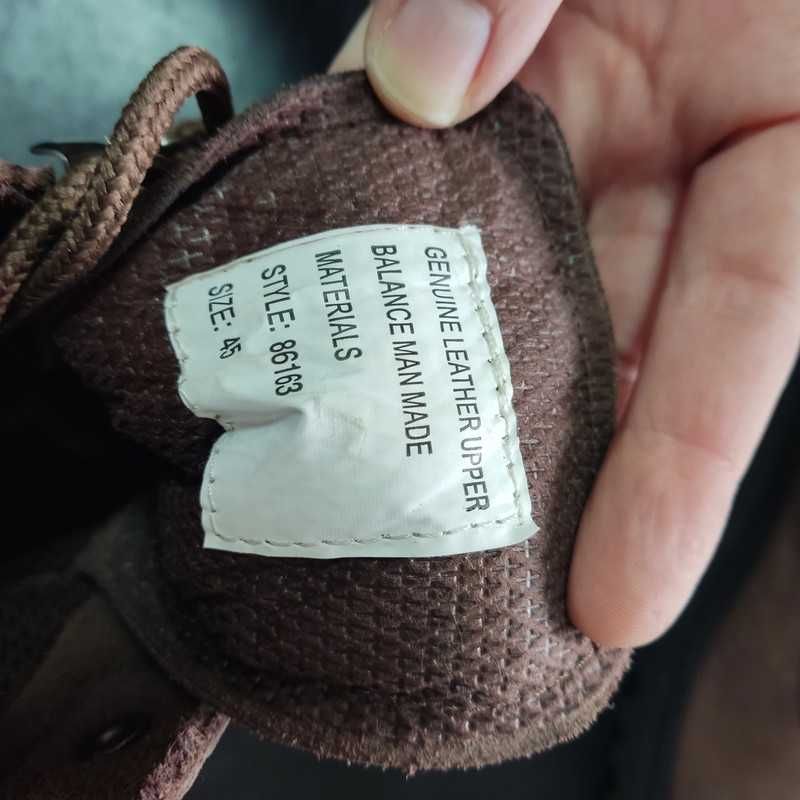 GENUINE LEATHER UPPER
BALANCE MAN MADE
MATERIALS
STYLE: 86163
SIZE: 45